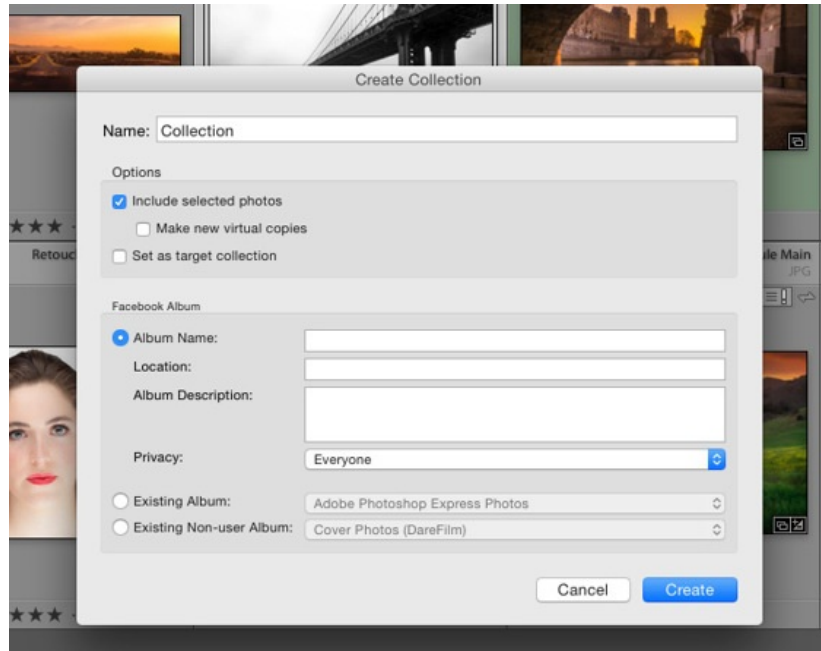 Create Collection
Name: Collection
Options
Include selected photos
Make new virtual copies
Set as target collection
Retouc
ule Main
JPG
Facebook Album
Album Name:
Location:
Album Description:
Privacy: Everyone
Existing Album: Adobe Photoshop Express Photos
Existing Non-user Album: Cover Photos (DareFilm)
Cancel Create